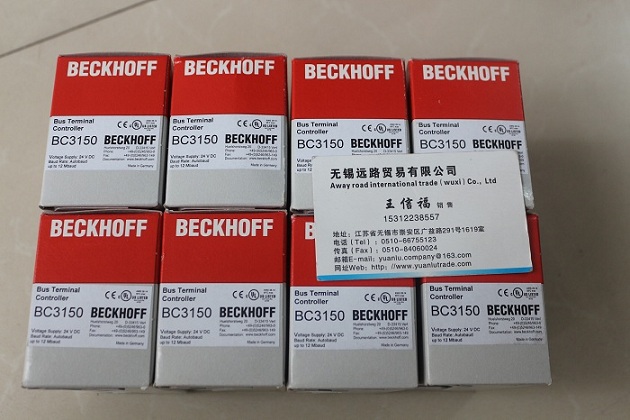 BECKHOFF
Bus Terminal
Controller
BC3150
BECKHOFF
Voltage Supply: 24 V DC
Baud Rate: Autobaud
up to 12 Mbaud
Made in Germany
BECKHOFF
Bus Terminal
Controller
BC3150
BECKHOFF
Voltage Supply: 24 V DC
Baud Rate: Autobaud
up to 12 Mbaud
Made in Germany
BECKHOFF
Bus Terminal
Controller
BC3150
BECKHOFF
BECKHOFF
Bus Terminal
Controller
BC3150
BECKHOFF
无锡远路贸易有限公司
Away road international trade（wuxi）Co., Ltd
王信福 销售
15312238557
地址：江苏省无锡市崇安区广益路291号1619室
电话（Tel）：0510-66755123
传真（Fax）：0510-84060024
邮箱E-mail：yuanlu.company@163.com
网址Web：http://www.yuanlutrade.com/
BECKHOFF
Bus Terminal
Controller
BC3150
BECKHOFF
Voltage Supply: 24 V DC
Baud Rate: Autobaud
up to 12 Mbaud
Made in Germany
BECKHOFF
Bus Terminal
Controller
BC3150
BECKHOFF
Voltage Supply: 24 V DC
Baud Rate: Autobaud
up to 12 Mbaud
Made in Germany
Controller
BC3150
BECKHOFF
Voltage Supply: 24 V DC
Baud Rate: Autobaud
up to 12 Mbaud
Made in Germany
Bus Terminal
Controller
BC3150
BECKHOFF
Voltage Supply: 24 V DC
Baud Rate: Autobaud
up to 12 Mbaud
Made in Germany